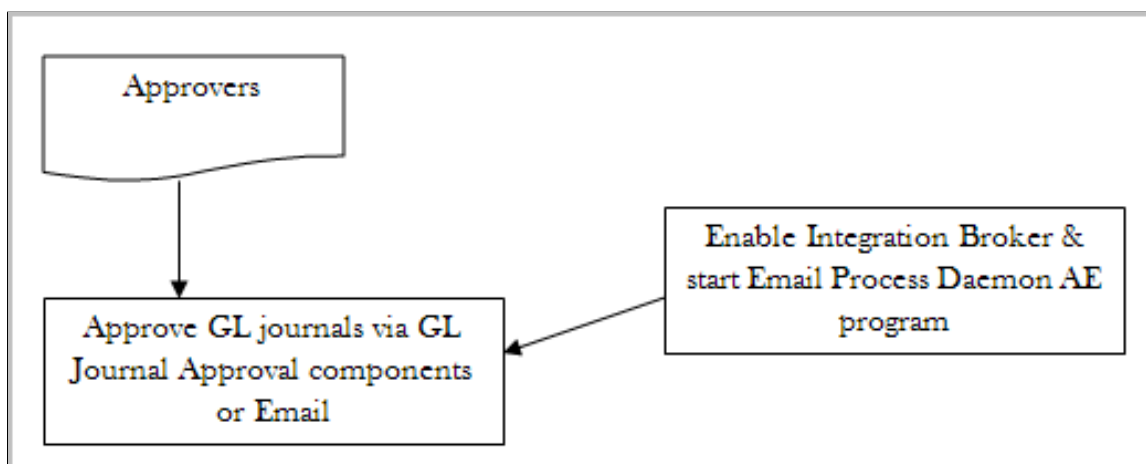 Approvers
Enable Integration Broker &
start Email Process Daemon AE
program
Approve GL journals via GL
Journal Approval components
or Email